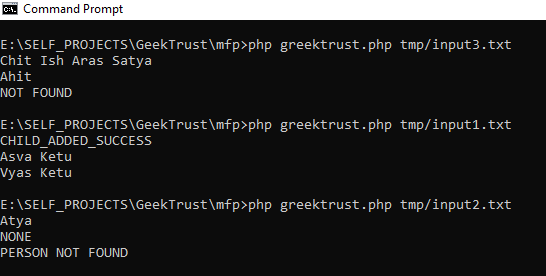 Command Prompt
E:\SELF_PROJECTS\GeekTrust\mfp>php greektrust.php tmp/input3.txt
Chit Ish Aras Satya
Ahit
NOT FOUND
E:\SELF_PROJECTS\GeekTrust\mfp>php greektrust.php tmp/input1.txt
CHILD_ADDED_SUCCESS
Asva Ketu
Vyas Ketu
E:\SELF_PROJECTS\GeekTrust\mfp>php greektrust.php tmp/input2.txt
Atya
NONE
PERSON NOT FOUND